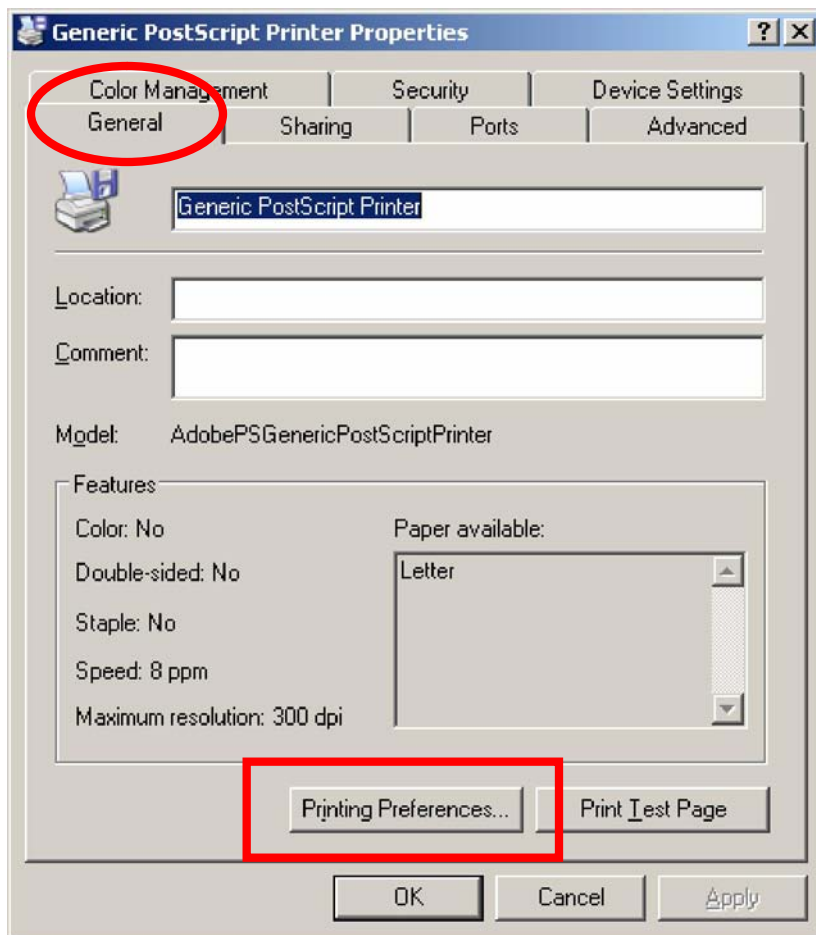 Generic PostScript Printer Properties
Color Management Security Device Settings
General Sharing Ports Advanced
Generic PostScript Printer
Location:
Comment:
Model: AdobePSGenericPostScriptPrinter
Features
Color: No Paper available:
Double-sided: No Letter
Staple: No
Speed: 8 ppm
Maximum resolution: 300 dpi
Printing Preferences... Print Test Page
OK Cancel Apply